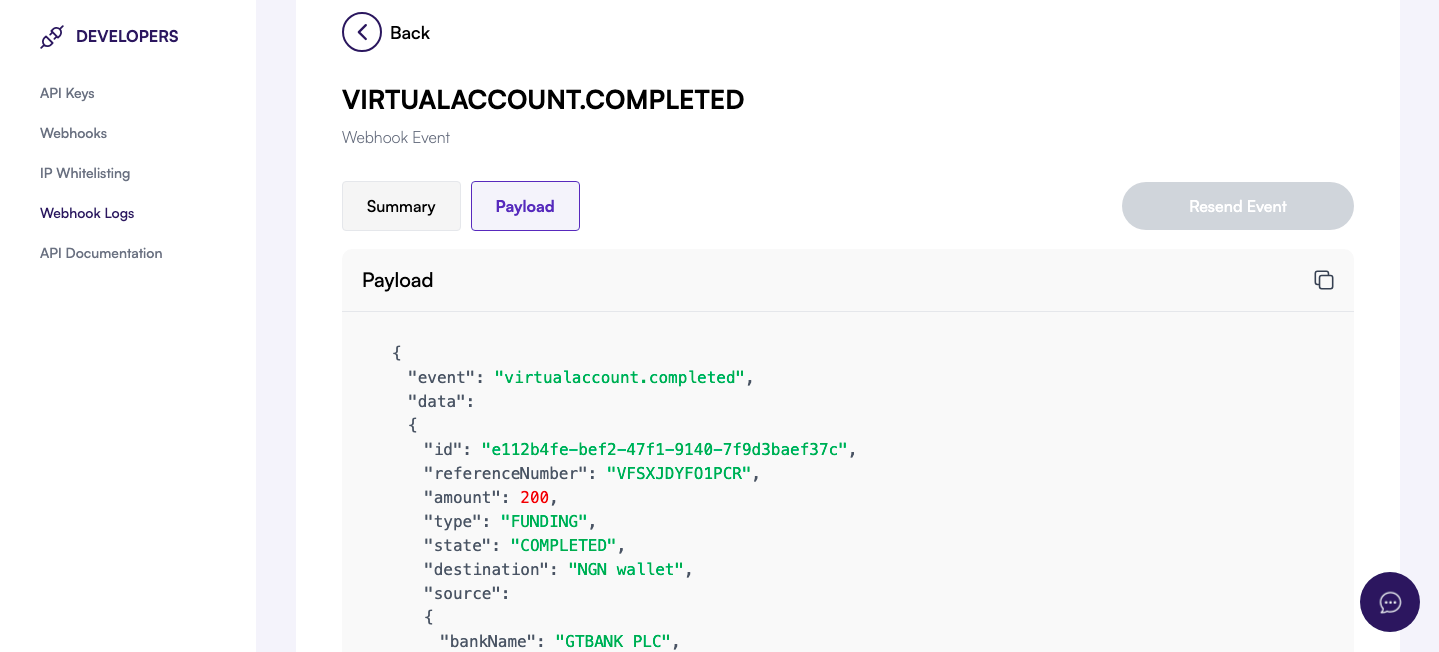 DEVELOPERS
API Keys
Webhooks
IP Whitelisting
Webhook Logs
API Documentation
Back
VIRTUALACCOUNT.COMPLETED
Webhook Event
Summary
Payload
Resend Event
Payload
{
"event": "virtualaccount.completed",
"data":
{
"id": "e112b4fe-bef2-47f1-9140-7f9d3baef37c",
"referenceNumber": "VFSXJDYFO1PCR",
"amount": 200,
"type": "FUNDING",
"state": "COMPLETED",
"destination": "NGN wallet",
"source":
{
"bankName": "GTBANK PLC",